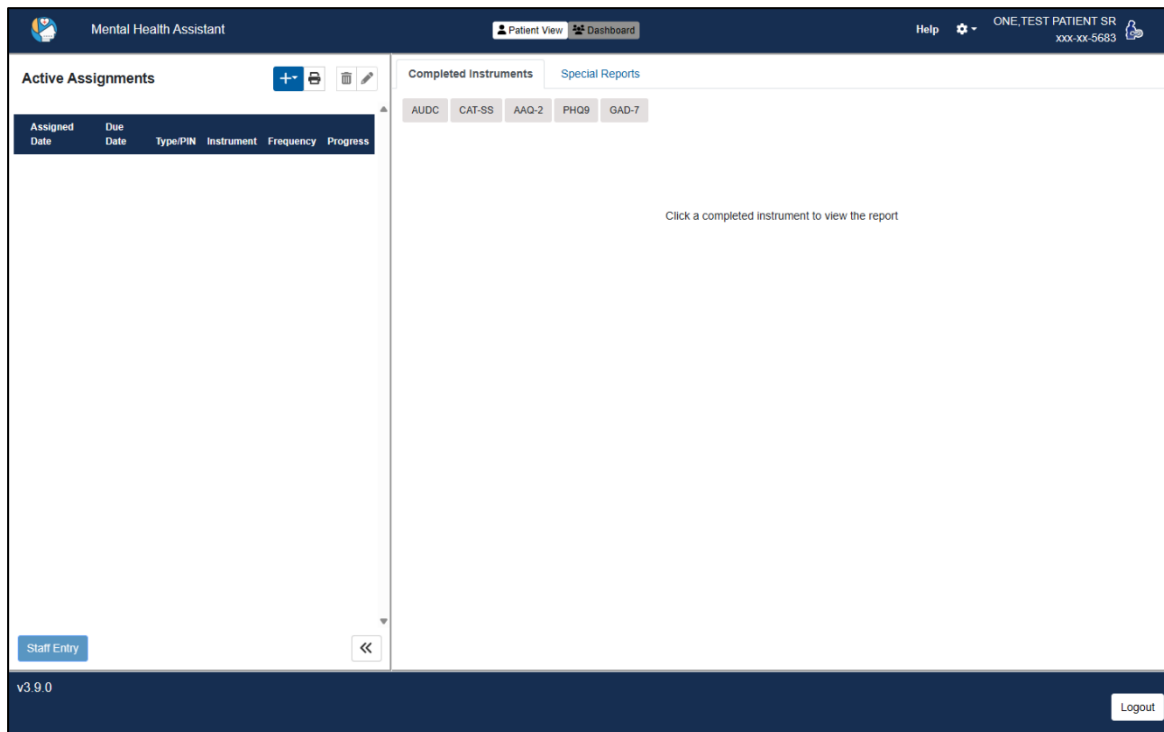 Mental Health Assistant
Patient View Dashboard
Help
ONE,TEST PATIENT SR
xxx-xx-5683
Active Assignments
Assigned Date Due Date Type/PIN Instrument Frequency Progress
Completed Instruments Special Reports
AUDC CAT-SS AAQ-2 PHQ9 GAD-7
Click a completed instrument to view the report
Staff Entry
v3.9.0
Logout